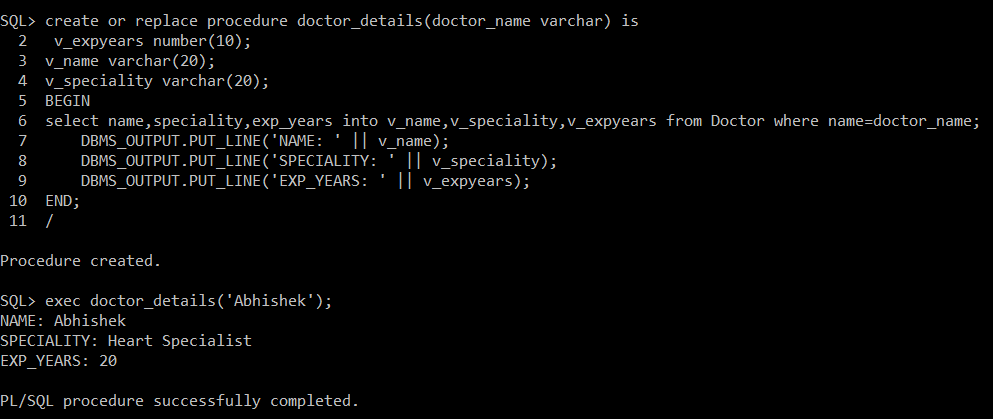 SQL> create or replace procedure doctor_details(doctor_name varchar) is
  2   v_expyears number(10);
  3  v_name varchar(20);
  4  v_speciality varchar(20);
  5  BEGIN
  6  select name,speciality,exp_years into v_name,v_speciality,v_expyears from Doctor where name=doctor_name;
  7      DBMS_OUTPUT.PUT_LINE('NAME: ' || v_name);
  8      DBMS_OUTPUT.PUT_LINE('SPECIALITY: ' || v_speciality);
  9      DBMS_OUTPUT.PUT_LINE('EXP_YEARS: ' || v_expyears);
 10  END;
 11  /
Procedure created.
SQL> exec doctor_details('Abhishek');
NAME: Abhishek
SPECIALITY: Heart Specialist
EXP_YEARS: 20
PL/SQL procedure successfully completed.